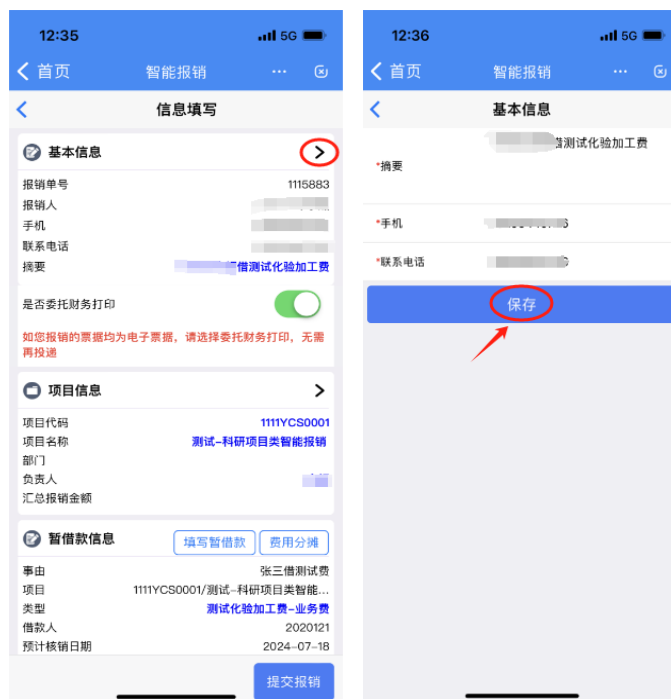 12:35
5G
首页
智能报销
信息填写
基本信息
报销单号 1115883
报销人
手机
联系电话
摘要 借测试化验加工费
是否委托财务打印
如您报销的票据均为电子票据，请选择委托财务打印，无需
再投递
项目信息
项目代码 1111YCS0001
项目名称 测试-科研项目类智能报销
部门
负责人
汇总报销金额
暂借款信息 填写暂借款 费用分摊
事由 张三借测试费
项目 1111YCS0001/测试-科研项目类智能...
类型 测试化验加工费-业务费
借款人 2020121
预计核销日期 2024-07-18
提交报销
12:36
5G
首页
智能报销
基本信息
借测试化验加工费
*摘要
*手机
*联系电话
保存